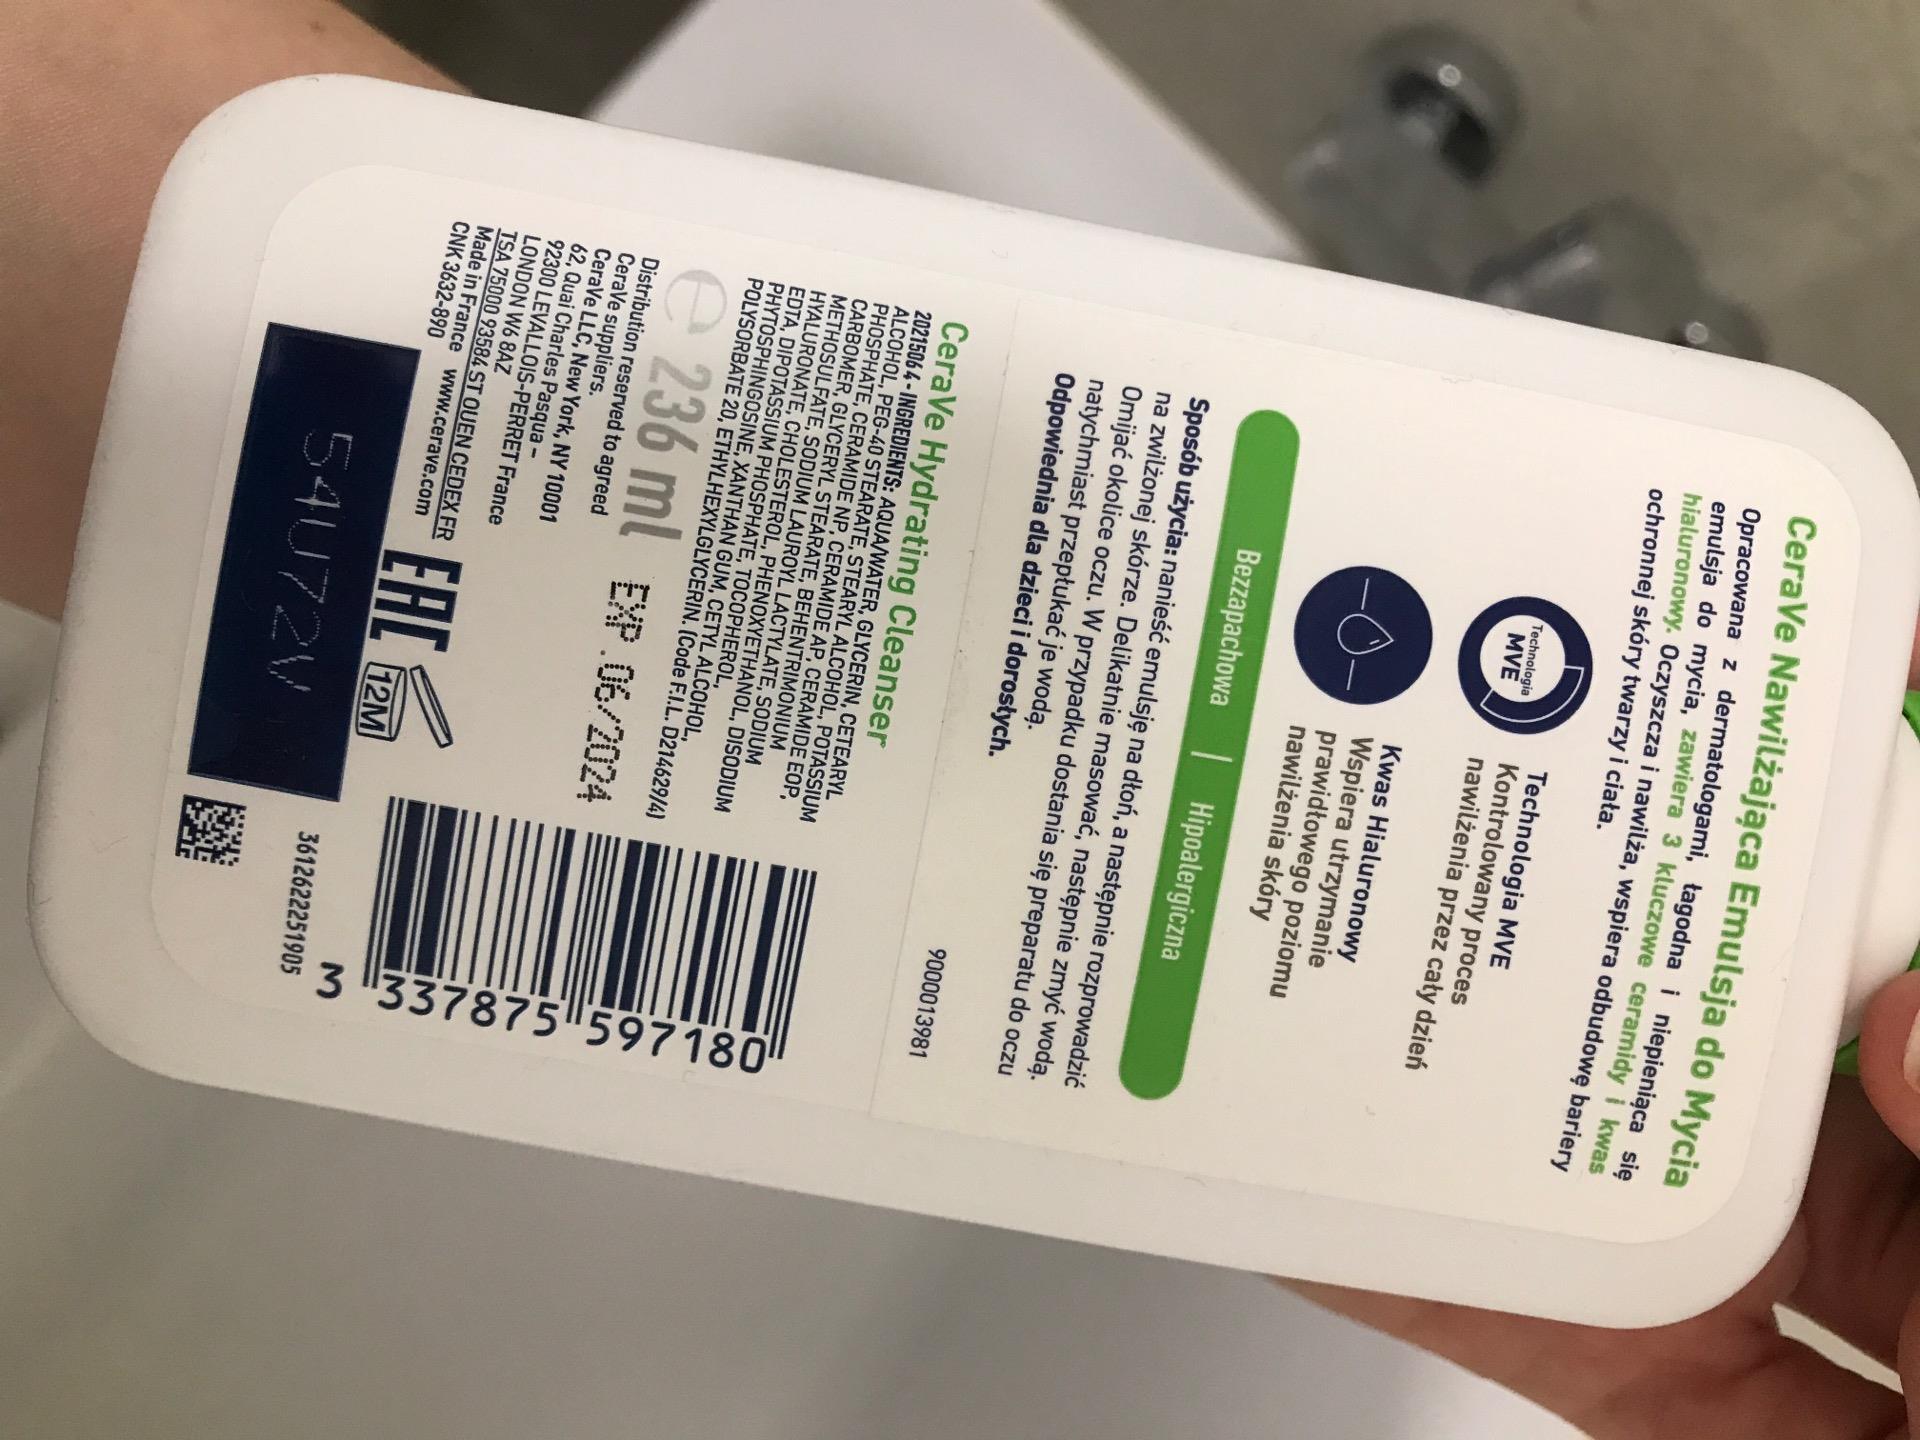 CeraVe Nawilżająca Emulsja do Mycia
Opracowana z dermatologami, łagodna i niepieniąca się
emulsja do mycia, zawiera 3 kluczowe ceramidy i kwas
hialuronowy. Oczyszcza i nawilża, wspiera odbudowę bariery
ochronnej skóry twarzy i ciała.
Technologia
MVE
Technologia MVE
Kontrolowany proces
nawilżenia przez cały dzień
Kwas Hialuronowy
Wspiera utrzymanie
prawidłowego poziomu
nawilżenia skóry
Bezzapachowa | Hipoalergiczna
Sposób użycia: nanieść emulsję na dłoń, a następnie rozprowadzić
na zwilżonej skórze. Delikatnie masować, następnie zmyć wodą.
Omijać okolice oczu. W przypadku dostania się preparatu do oczu
natychmiast przepłukać je wodą.
Odpowiednia dla dzieci i dorosłych.
9000013981
CeraVe Hydrating Cleanser
2021506 4 - INGREDIENTS: AQUA/WATER, GLYCERIN, CETEARYL
ALCOHOL, PEG-40 STEARATE, STEARYL ALCOHOL, POTASSIUM
PHOSPHATE, CERAMIDE NP, CERAMIDE AP, CERAMIDE EOP,
CARBOMER, GLYCERYL STEARATE, BEHENTRIMONIUM
METHOSULFATE, SODIUM LAUROYL LACTYLATE, SODIUM
HYALURONATE, CHOLESTEROL, PHENOXYETHANOL, DISODIUM
EDTA, DIPOTASSIUM PHOSPHATE, TOCOPHEROL,
PHYTOSPHINGOSINE, XANTHAN GUM, CETYL ALCOHOL,
POLYSORBATE 20, ETHYLHEXYLGLYCERIN. (Code F.I.L. D214629/4)
e 236 ml
EXP. 06/2024
Distribution reserved to agreed
CeraVe suppliers.
CeraVe LLC, New York, NY 10001
62, Quai Charles Pasqua –
92300 LEVALLOIS-PERRET France
LONDON W6 8AZ
TSA 75000 93584 ST OUEN CEDEX FR
Made in France www.cerave.com
CNK 3632-890
EAC
12M
54U72V
3612622251905
3 337875 597180